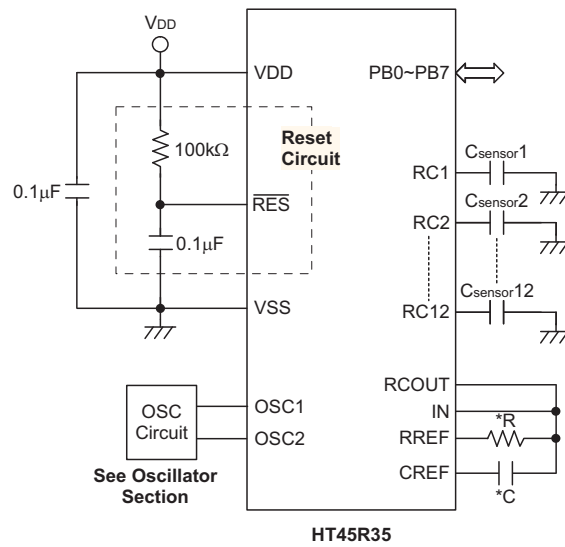 VDD
VDD
PB0~PB7
Reset
Circuit
100kΩ
0.1μF
RES
0.1μF
VSS
RC1
Csensor1
RC2
Csensor2
RC12
Csensor12
RCOUT
IN
RREF
*R
CREF
*C
OSC
Circuit
OSC1
OSC2
See Oscillator
Section
HT45R35